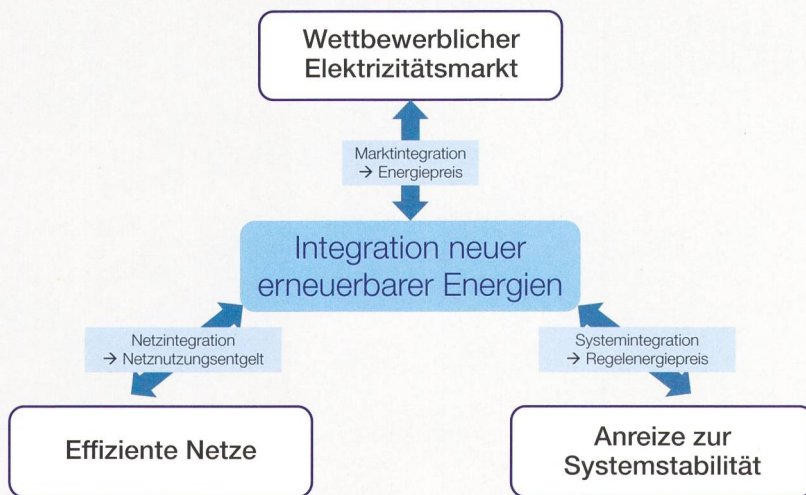 Wettbewerblicher
Elektrizitätsmarkt
Marktintegration
→ Energiepreis
Integration neuer
erneuerbarer Energien
Netzintegration
→ Netznutzungsentgelt
Systemintegration
→ Regelenergiepreis
Effiziente Netze
Anreize zur
Systemstabilität